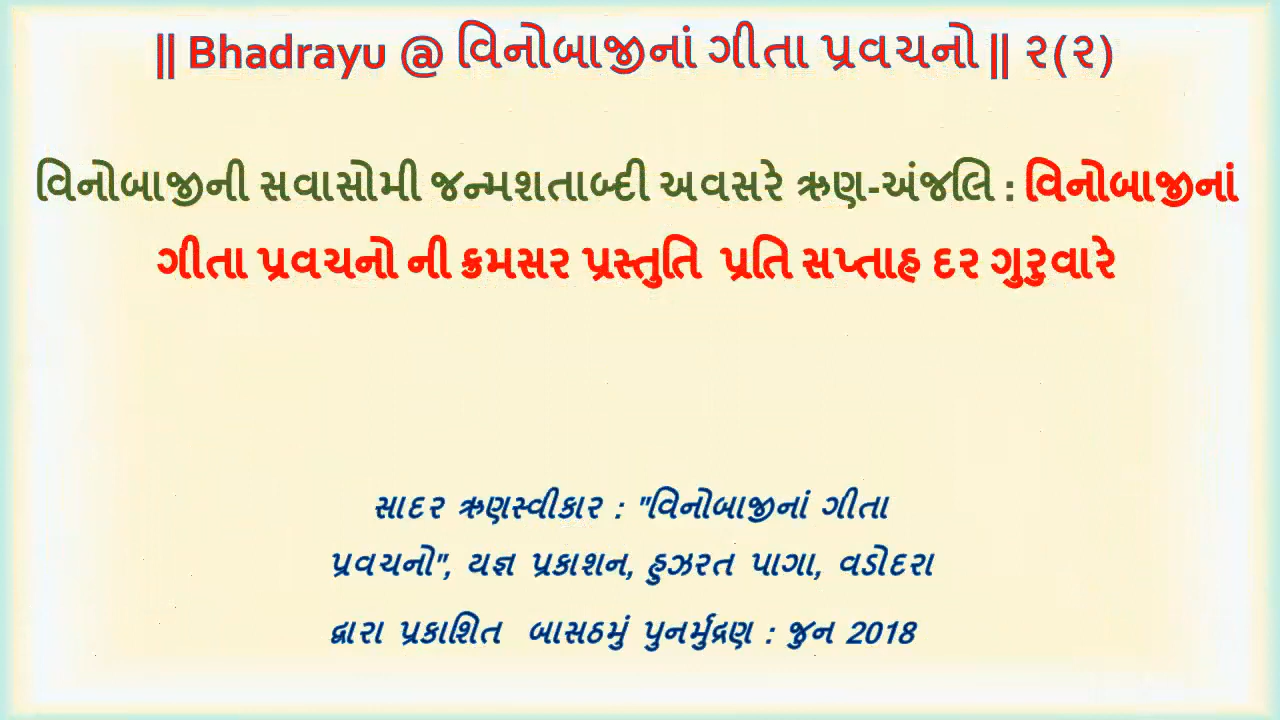 || Bhadrayu @ વિનોબાજીનાં ગીતા પ્રવચનો || ૨(૨)
વિનોબાજીની સવાસોમી જન્મશતાબ્દી અવસરે ઋણ-અંજલિ : વિનોબાજીનાં
ગીતા પ્રવચનો ની ક્રમસર પ્રસ્તુતિ પ્રતિ સપ્તાહ દર ગુરુવારે
સાદર ઋણસ્વીકાર : "વિનોબાજીનાં ગીતા
પ્રવચનો", યજ્ઞ પ્રકાશન, હુઝરત પાગા, વડોદરા
દ્વારા પ્રકાશિત બાસઠમું પુનર્મુદ્રણ : જુન 2018